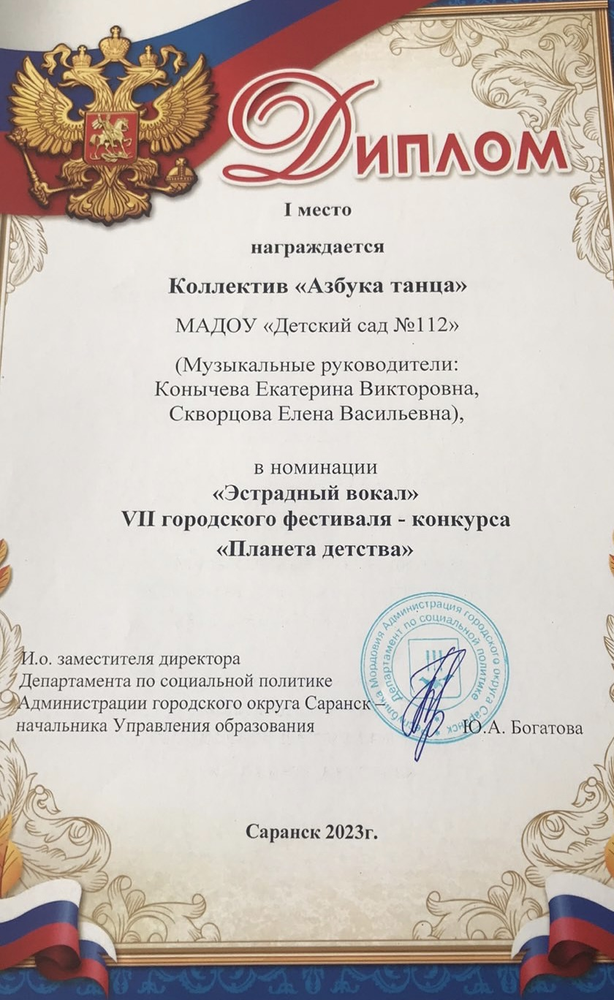 Диплом
I место
награждается
Коллектив «Азбука танца»
МАДОУ «Детский сад №112»
(Музыкальные руководители:
Конычева Екатерина Викторовна,
Скворцова Елена Васильевна),
в номинации
«Эстрадный вокал»
VII городского фестиваля - конкурса
«Планета детства»
И.о. заместителя директора
Департамента по социальной политике
Администрации городского округа Саранск –
начальника Управления образования
Ю.А. Богатова
Республика Мордовия Администрация городского округа Саранск
Департамент по социальной политике
Саранск 2023г.